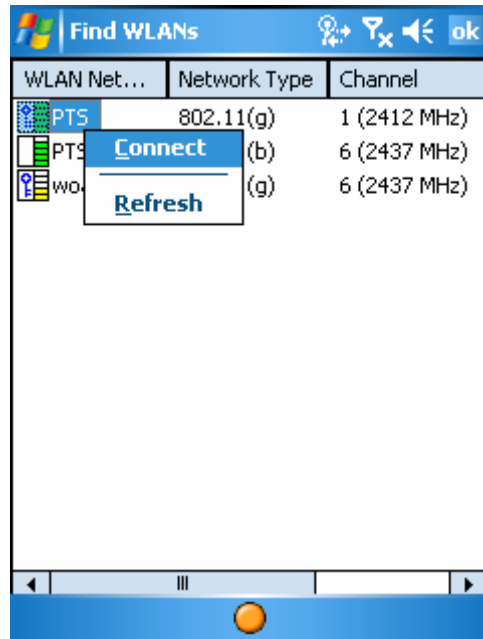 Find WLANs ok
WLAN Net... Network Type Channel
PTS 802.11(g) 1 (2412 MHz)
PTS (b) 6 (2437 MHz)
(g) 6 (2437 MHz)
Connect
Refresh